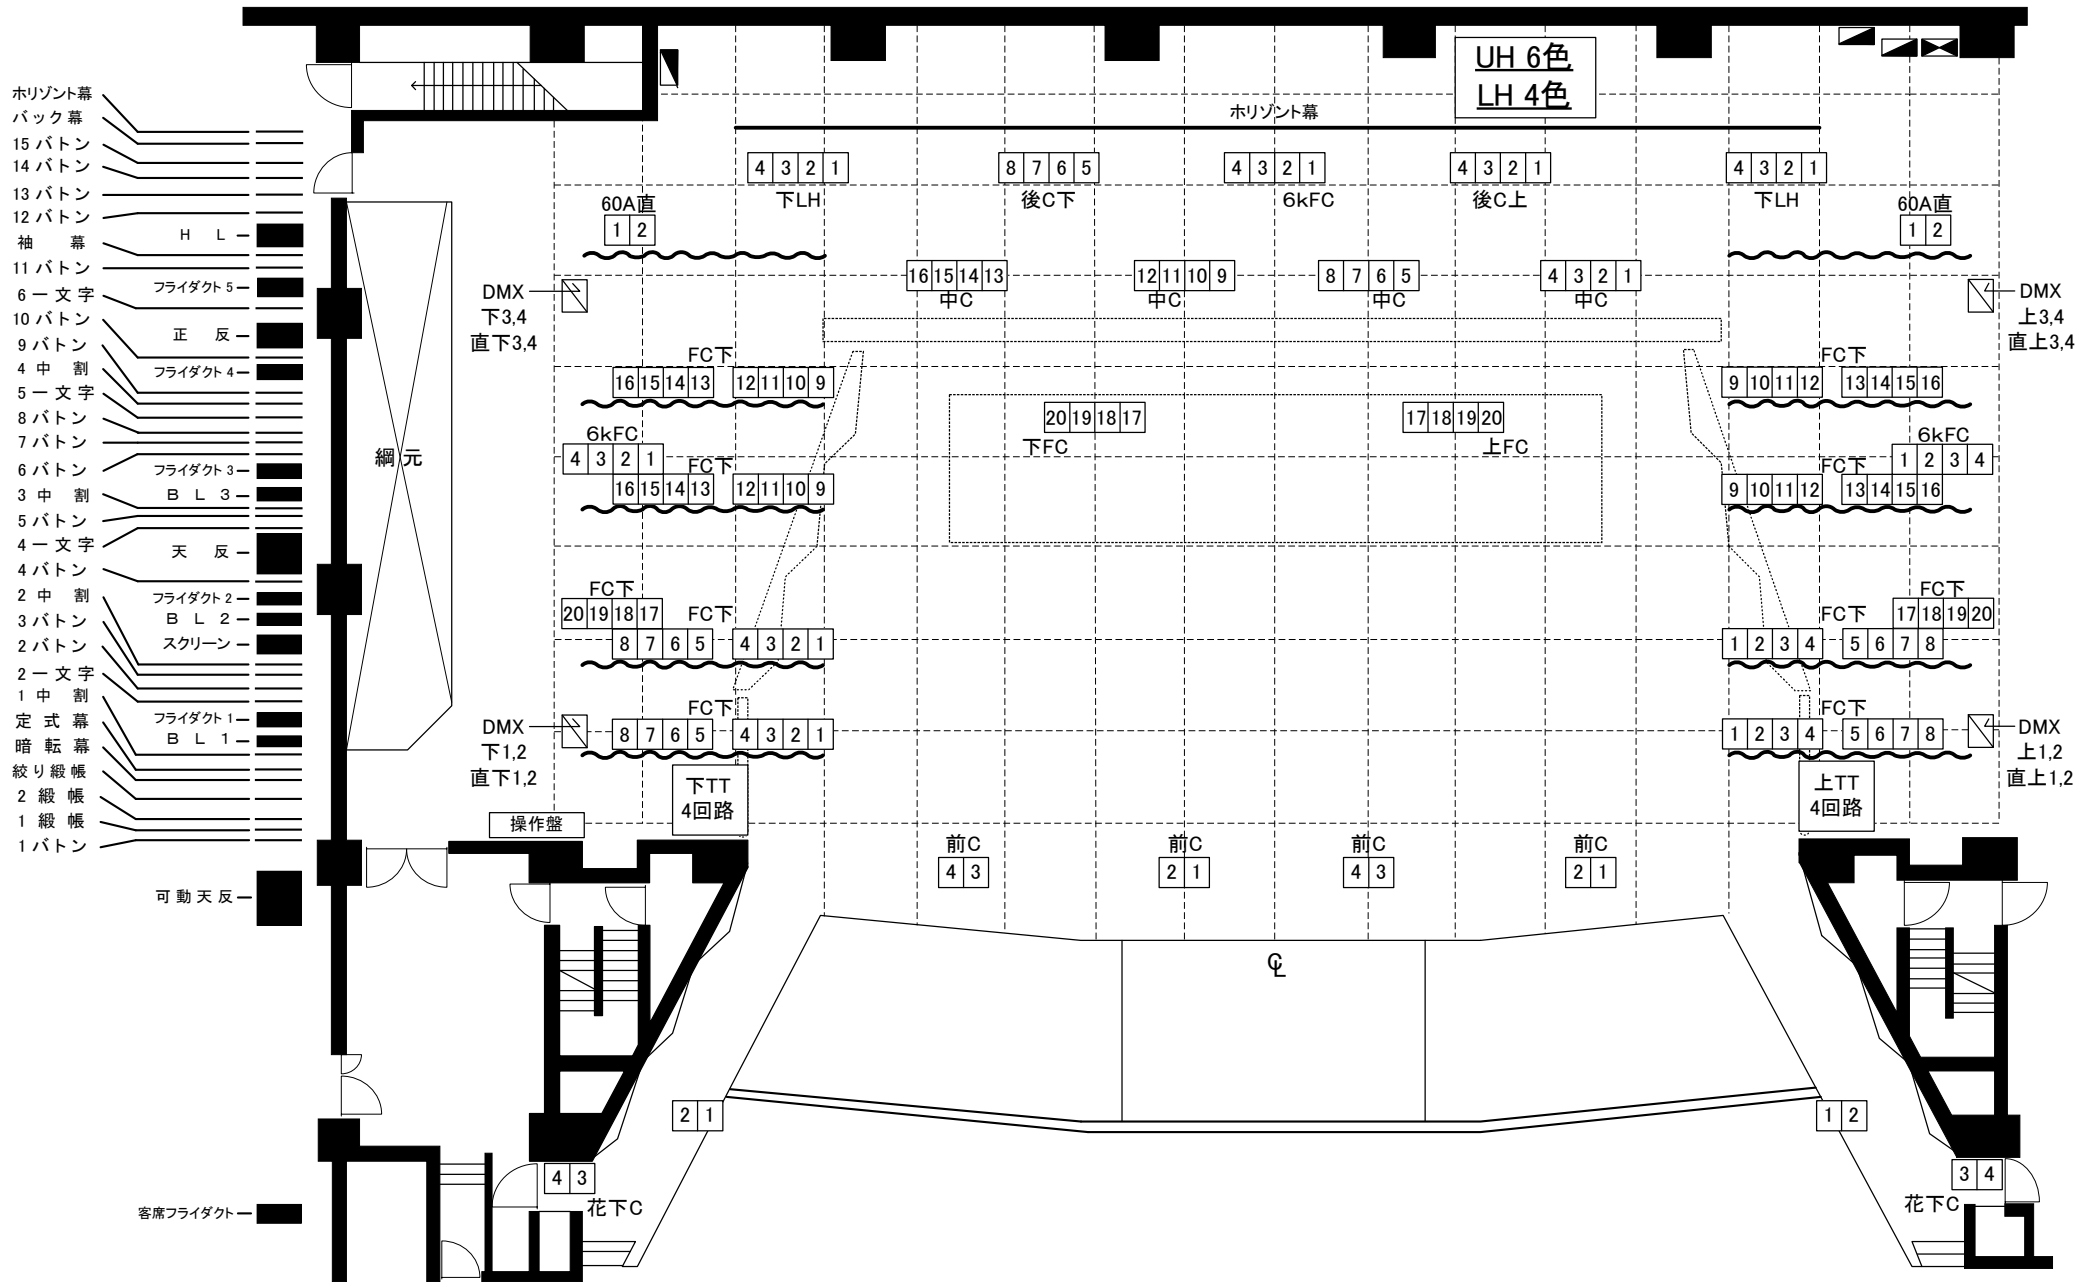 ホリゾント幕
バック幕
15バトン
14バトン
13バトン
12バトン
H L
袖 幕
11バトン
フライダクト5
6一文字
10バトン
正 反
9バトン
4 中 割
フライダクト4
5一文字
8バトン
7バトン
6バトン
フライダクト3
3 中 割
B L 3
5バトン
4一文字
天 反
4バトン
2 中 割
フライダクト2
3バトン
B L 2
2バトン
スクリーン
2一文字
1 中 割
定 式 幕
フライダクト1
暗 転 幕
B L 1
絞り緞帳
2 緞 帳
1 緞 帳
1バトン
可動天反
客席フライダクト
綱元
UH 6色
LH 4色
ホリゾント幕
4 3 2 1
8 7 6 5
4 3 2 1
4 3 2 1
4 3 2 1
下LH
後C下
6kFC
後C上
下LH
60A直
1 2
60A直
1 2
16 15 14 13
12 11 10 9
8 7 6 5
4 3 2 1
中C
中C
中C
中C
DMX
下3,4
直下3,4
DMX
上3,4
直上3,4
FC下
16 15 14 13
12 11 10 9
FC下
9 10 11 12
13 14 15 16
20 19 18 17
下FC
17 18 19 20
上FC
6kFC
4 3 2 1
FC下
16 15 14 13
12 11 10 9
6kFC
1 2 3 4
FC下
9 10 11 12
13 14 15 16
FC下
20 19 18 17
FC下
8 7 6 5
4 3 2 1
FC下
17 18 19 20
FC下
1 2 3 4
5 6 7 8
DMX
下1,2
直下1,2
FC下
8 7 6 5
4 3 2 1
FC下
1 2 3 4
5 6 7 8
DMX
上1,2
直上1,2
下TT
4回路
上TT
4回路
操作盤
前C
4 3
前C
2 1
前C
4 3
前C
2 1
℄
2 1
1 2
4 3
花下C
3 4
花下C